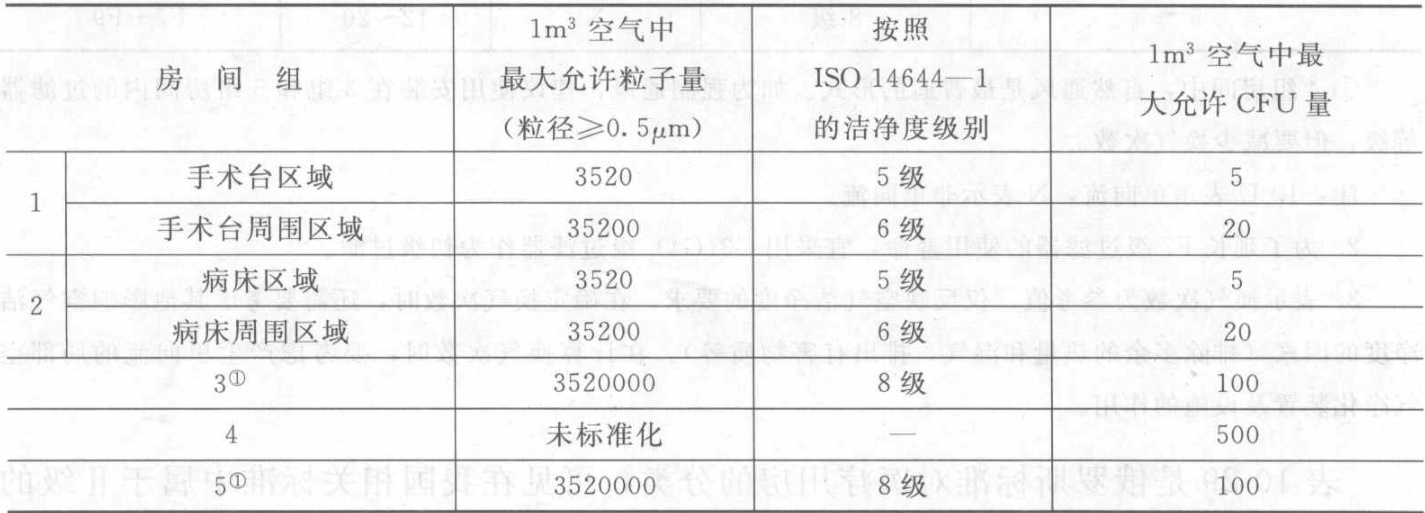 房间组 1m³ 空气中最大允许粒子量（粒径≥0.5μm） 按照 ISO 14644-1 的洁净度级别 1m³ 空气中最大允许 CFU 量
1 手术台区域 3520 5 级 5
手术台周围区域 35200 6 级 20
2 病床区域 3520 5 级 5
病床周围区域 35200 6 级 20
3① 3520000 8 级 100
4 未标准化 — 500
5① 3520000 8 级 100